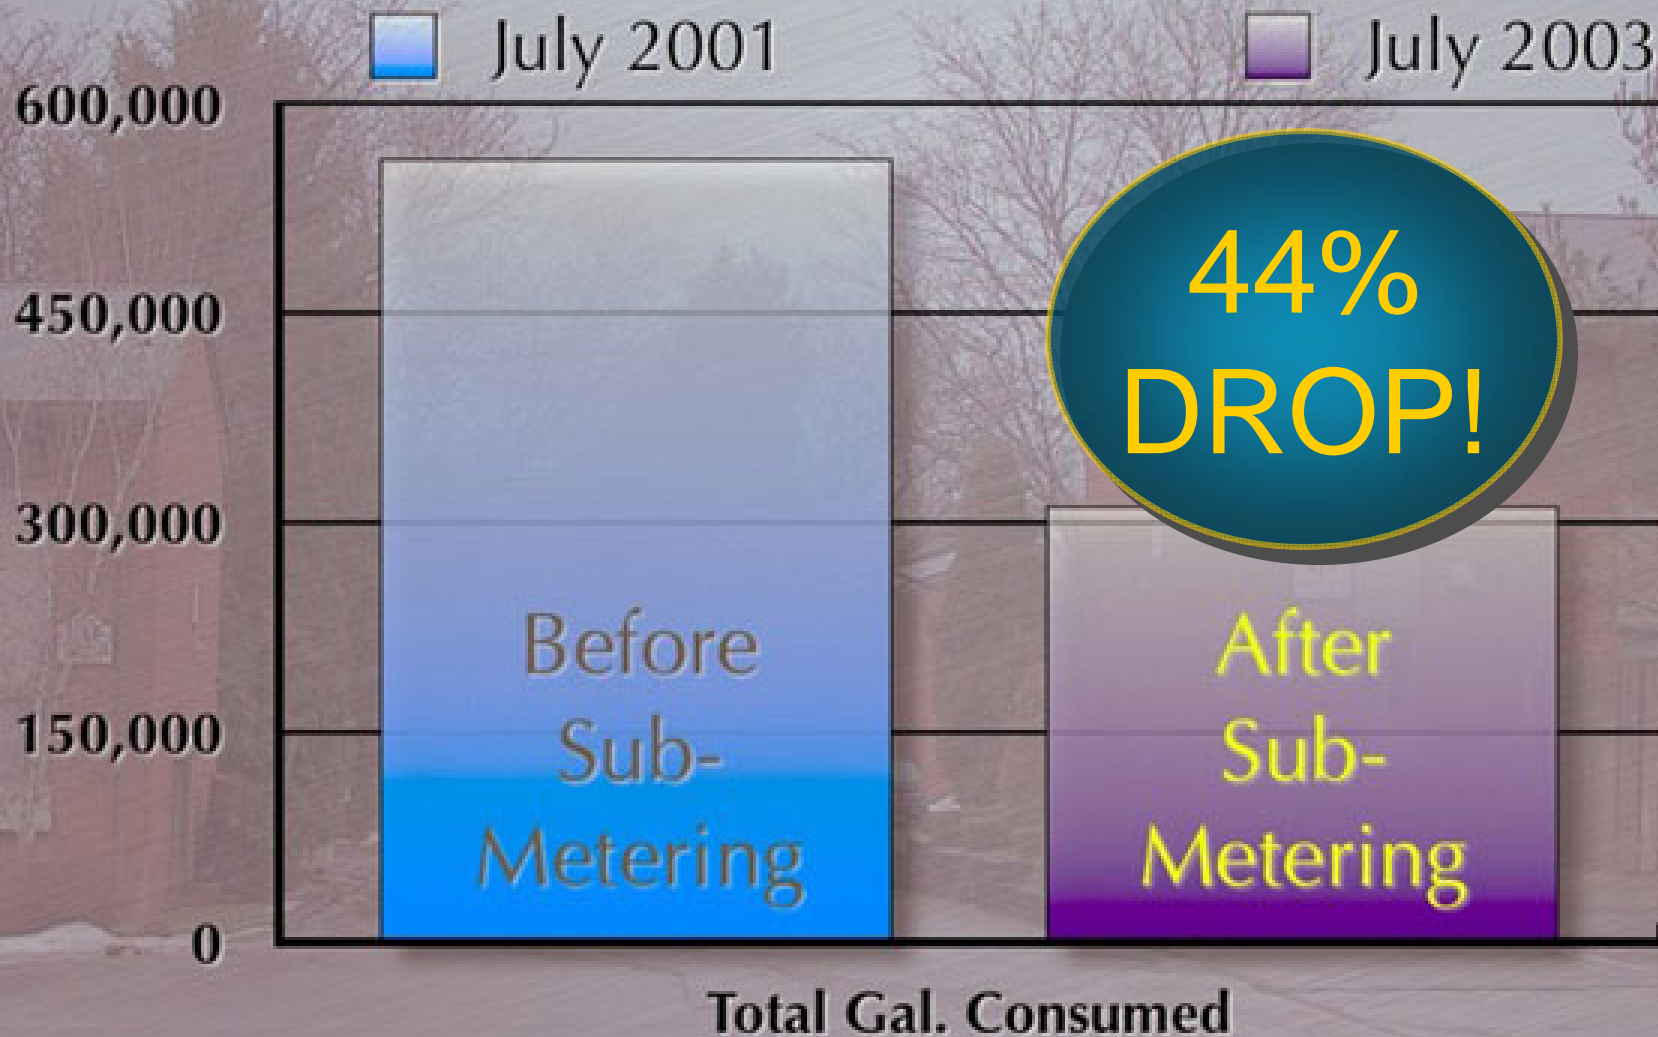 July 2001
July 2003
600,000
450,000
300,000
150,000
0
44%
DROP!
Before
Sub-
Metering
After
Sub-
Metering
Total Gal. Consumed